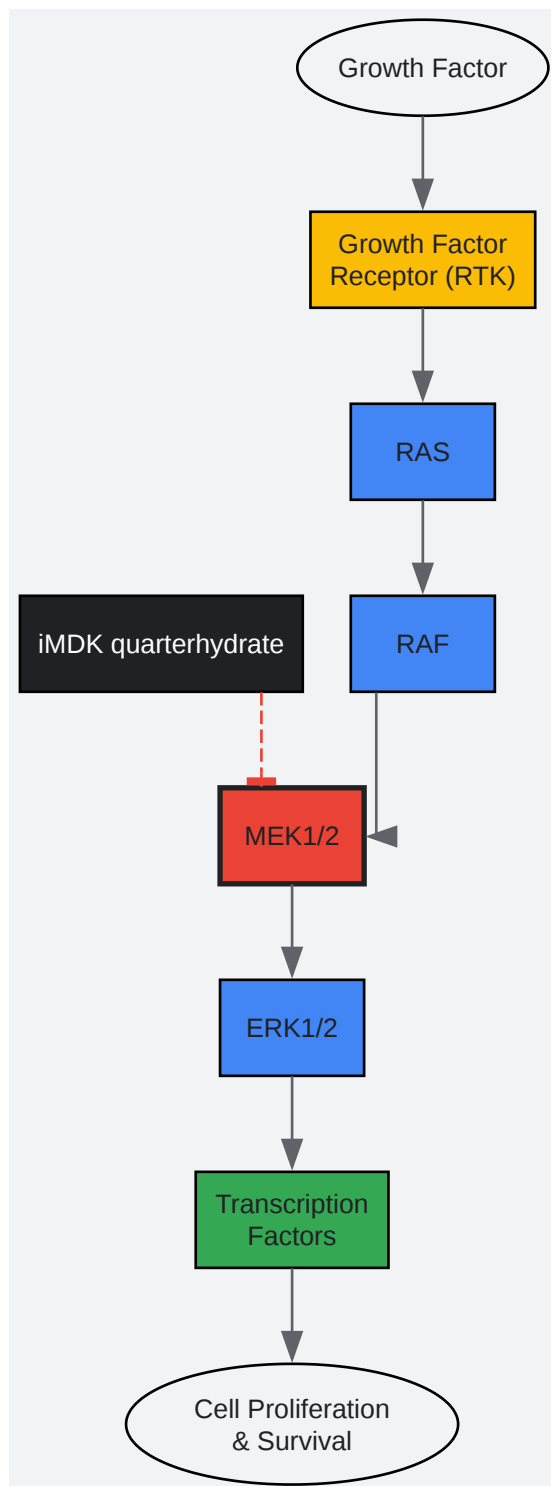 Growth Factor
Growth Factor
Receptor (RTK)
RAS
iMDK quarterhydrate
RAF
MEK1/2
ERK1/2
Transcription
Factors
Cell Proliferation
& Survival